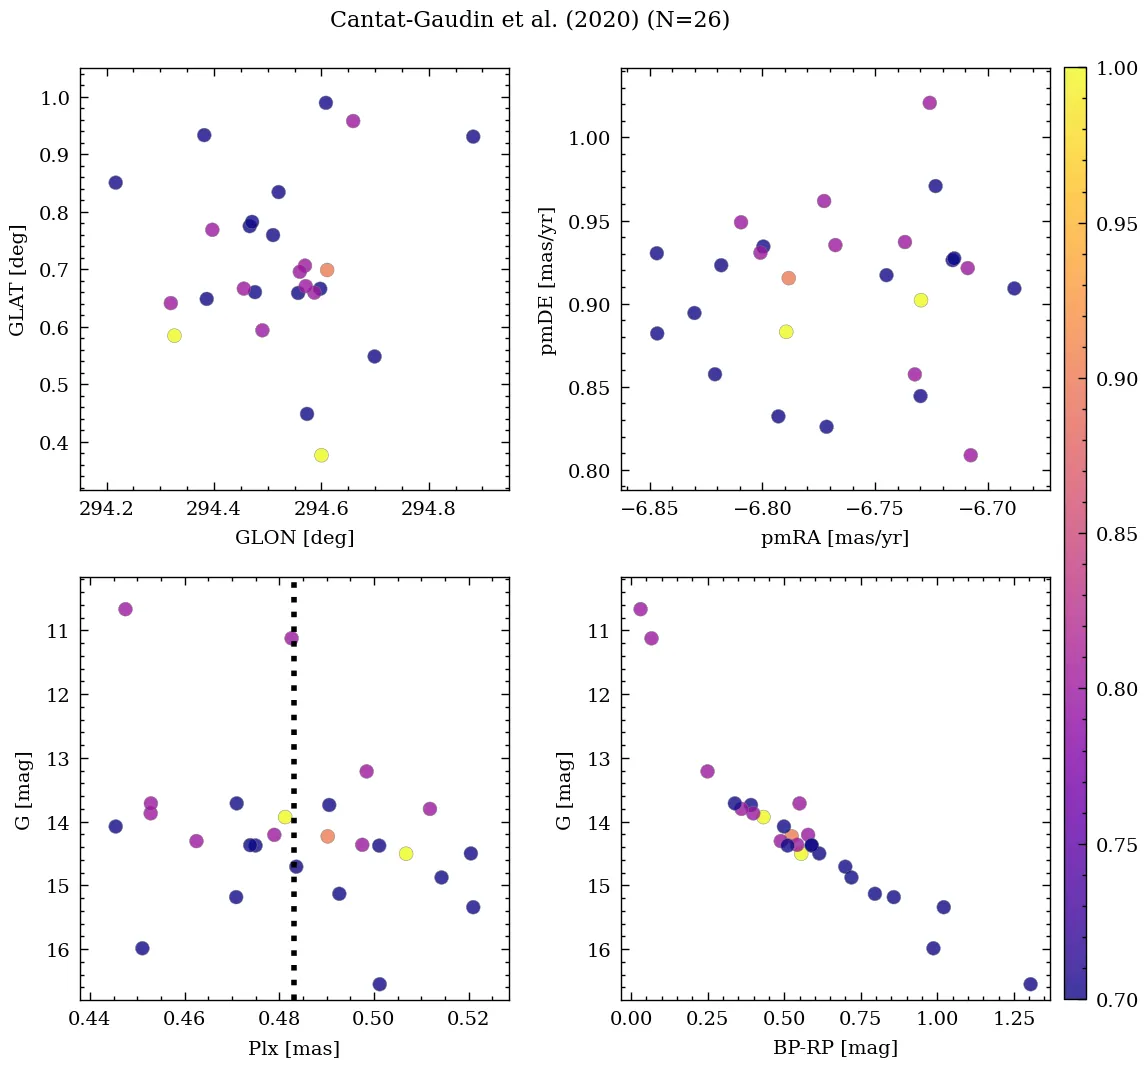 Cantat-Gaudin et al. (2020) (N=26)
1.0
0.9
0.8
0.7
0.6
0.5
0.4
GLAT [deg]
294.2 294.4 294.6 294.8
GLON [deg]
1.00
0.95
0.90
0.85
0.80
pmDE [mas/yr]
−6.85 −6.80 −6.75 −6.70
pmRA [mas/yr]
11
12
13
14
15
16
G [mag]
0.44 0.46 0.48 0.50 0.52
Plx [mas]
11
12
13
14
15
16
G [mag]
0.00 0.25 0.50 0.75 1.00 1.25
BP-RP [mag]
1.00
0.95
0.90
0.85
0.80
0.75
0.70